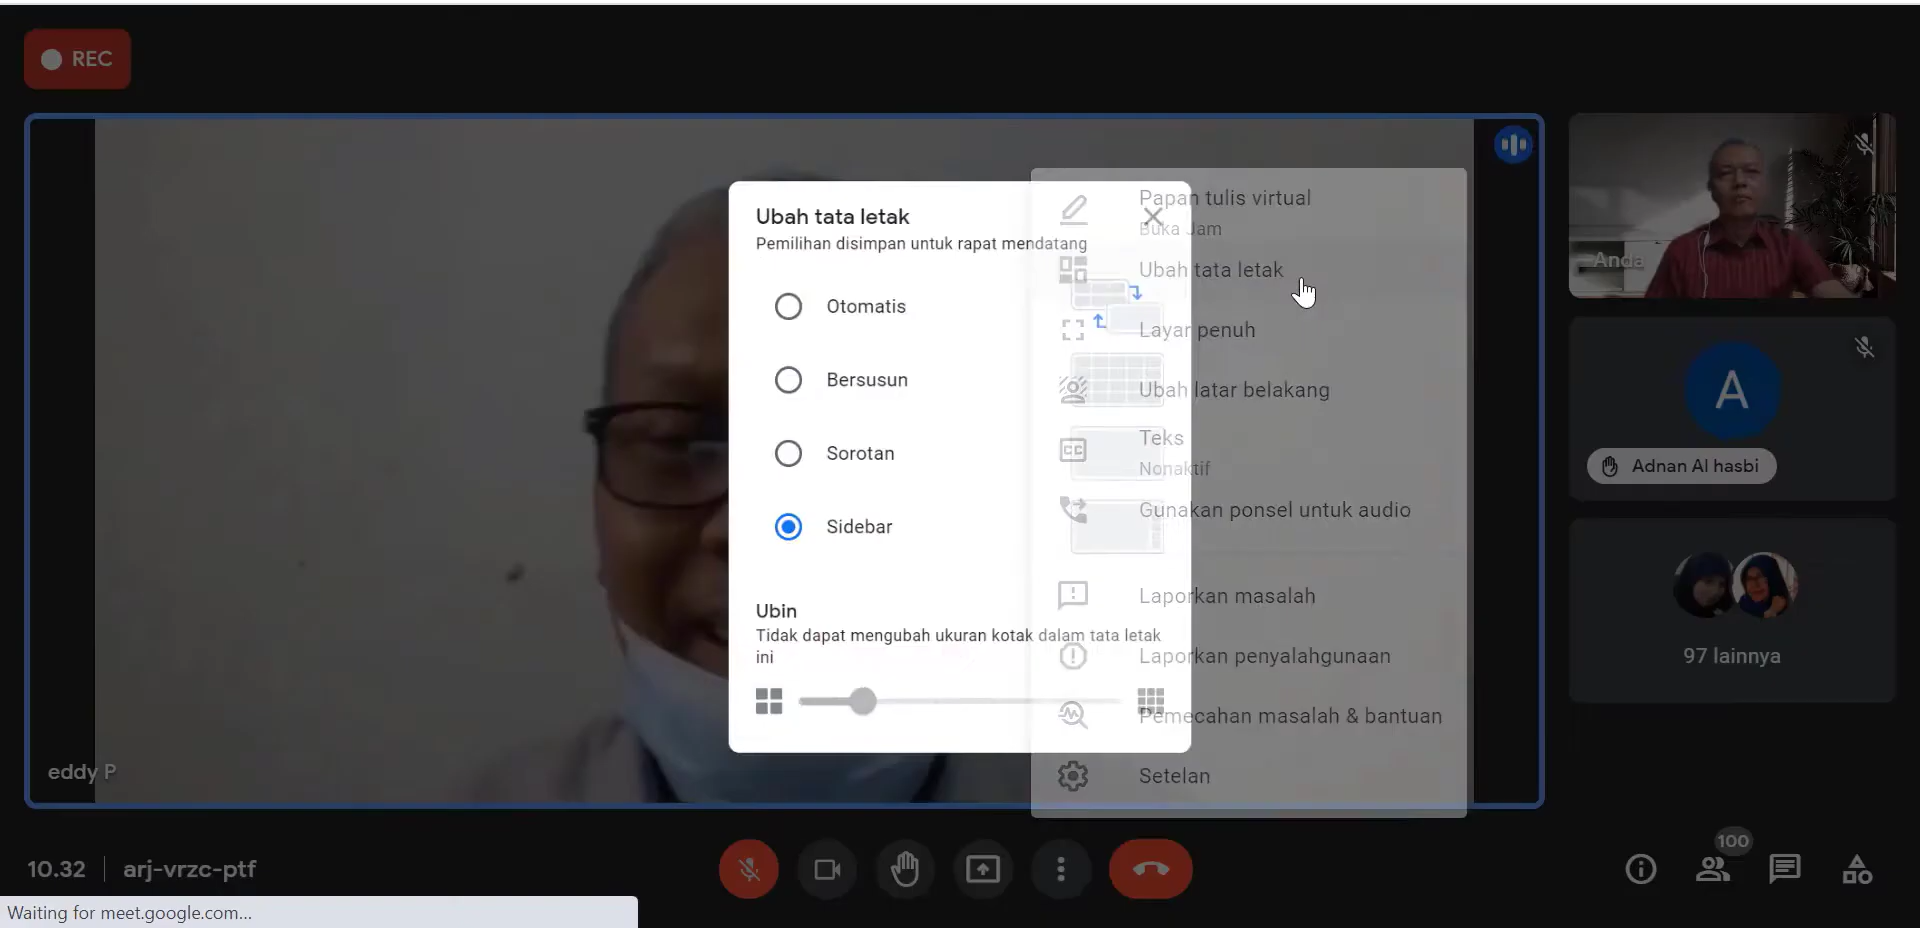 REC
Ubah tata letak
Pemilihan disimpan untuk rapat mendatang
Otomatis
Bersusun
Sorotan
Sidebar
Ubin
Tidak dapat mengubah ukuran kotak dalam tata letak
ini
Papan tulis virtual
Buka Jam
Ubah tata letak
Layar penuh
Ubah latar belakang
CC
Teks
Nonaktif
Gunakan ponsel untuk audio
Laporkan masalah
Laporkan penyalahgunaan
Pemecahan masalah & bantuan
Setelan
Anda
A
Adnan Al hasbi
97 lainnya
eddy P
10.32 | arj-vrzc-ptf
100
Waiting for meet.google.com...